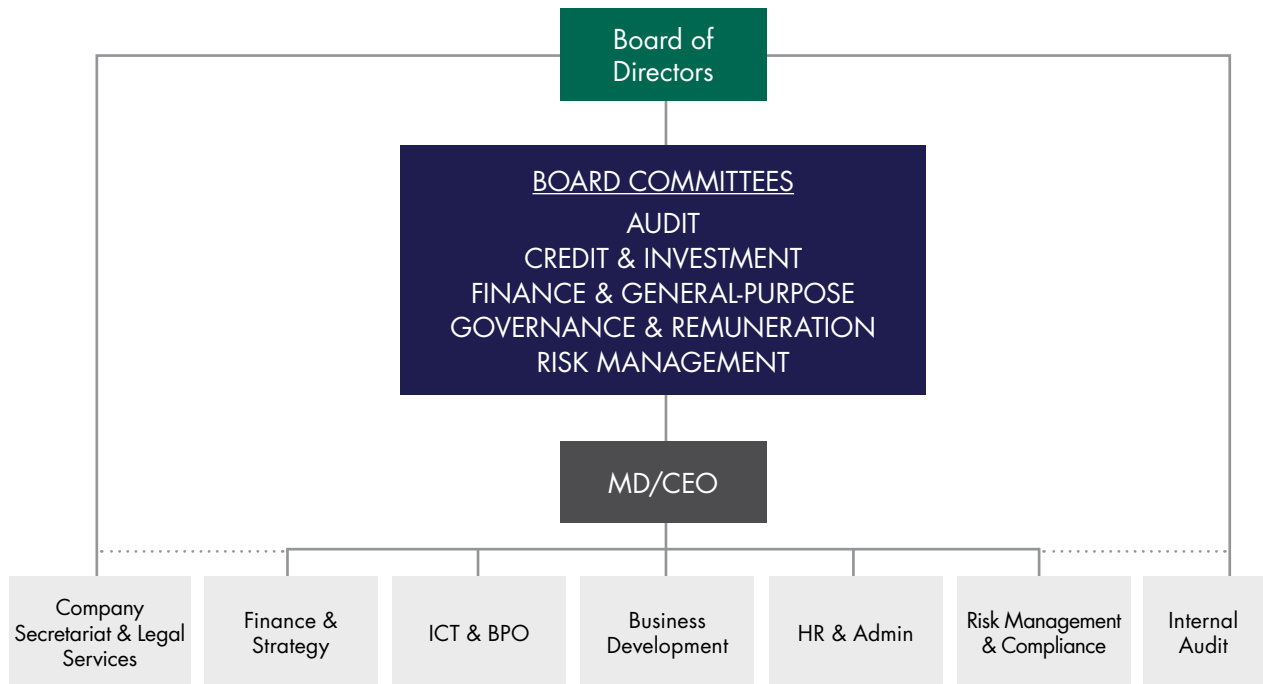 Board of
Directors
BOARD COMMITTEES
AUDIT
CREDIT & INVESTMENT
FINANCE & GENERAL-PURPOSE
GOVERNANCE & REMUNERATION
RISK MANAGEMENT
MD/CEO
Company
Secretariat & Legal
Services
Finance &
Strategy
ICT & BPO
Business
Development
HR & Admin
Risk Management
& Compliance
Internal
Audit